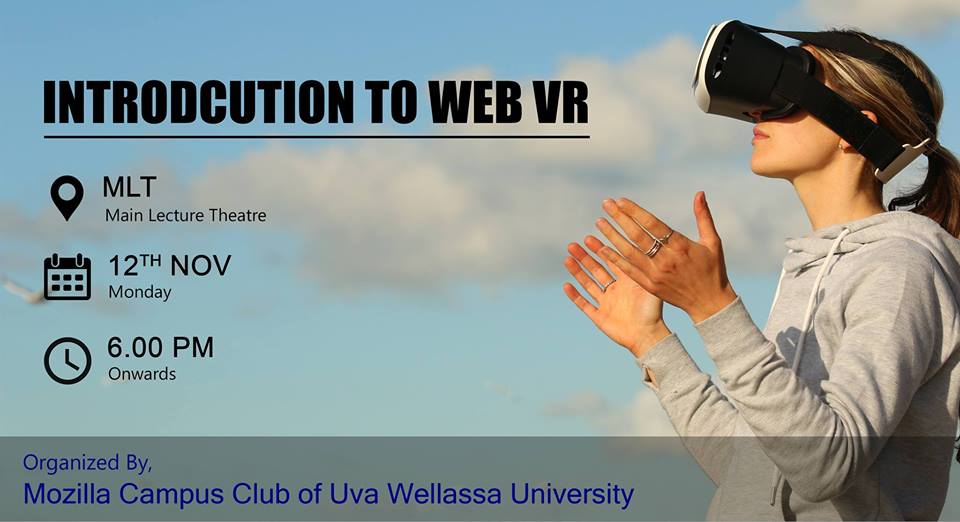 INTRODCUTION TO WEB VR
MLT
Main Lecture Theatre
12TH NOV
Monday
6.00 PM
Onwards
Organized By,
Mozilla Campus Club of Uva Wellassa University